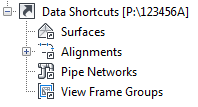 Data Shortcuts [P:\123456A]
Surfaces
Alignments
Pipe Networks
View Frame Groups